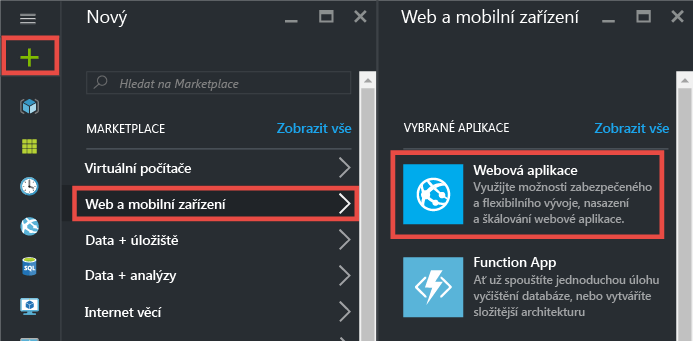 Nový
Hledat na Marketplace
MARKETPLACE
Zobrazit vše
Virtuální počítače
Web a mobilní zařízení
Data + úložiště
Data + analýzy
Internet věcí
SQL
Web a mobilní zařízení
VYBRANÉ APLIKACE
Zobrazit vše
Webová aplikace
Využijte možnosti zabezpečeného
a flexibilního vývoje, nasazení
a škálování webové aplikace.
Function App
Ať už spouštíte jednoduchou úlohu
vyčištění databáze, nebo vytváříte
složitější architekturu